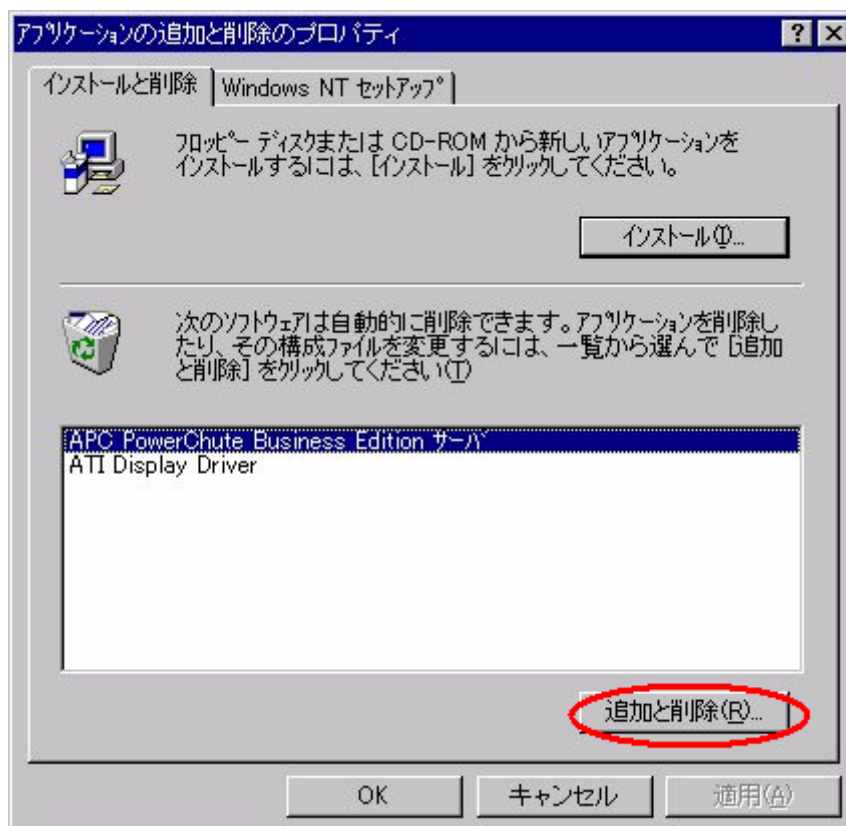 アプリケーションの追加と削除のプロパティ
インストールと削除
Windows NT セットアップ
フロッピー ディスクまたは CD-ROM から新しいアプリケーションを
インストールするには、[インストール] をクリックしてください。
インストール(I)...
次のソフトウェアは自動的に削除できます。アプリケーションを削除し
たり、その構成ファイルを変更するには、一覧から選んで [追加
と削除] をクリックしてください(T)
APC PowerChute Business Edition サーバ
ATI Display Driver
追加と削除(R)...
OK
キャンセル
適用(A)